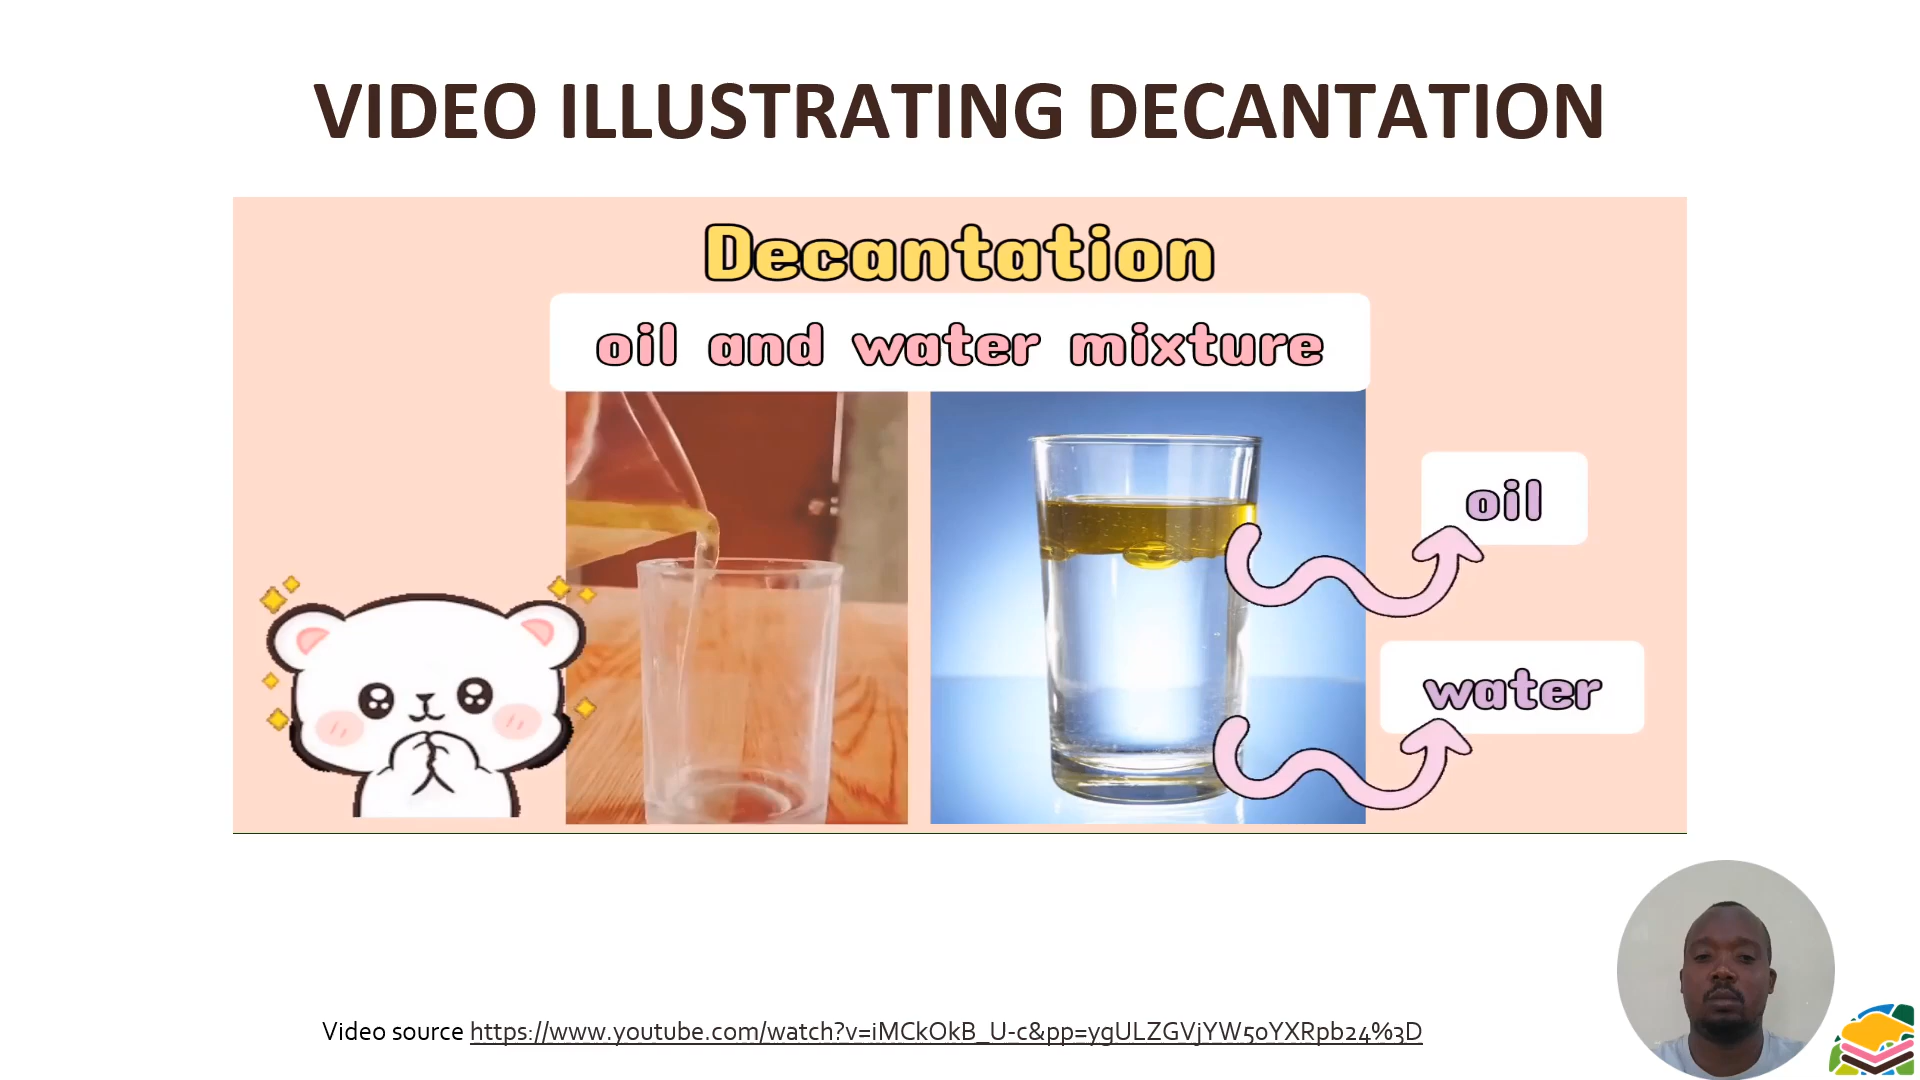 VIDEO ILLUSTRATING DECANTATION
Decantation
oil and water mixture
oil
water
Video source https://www.youtube.com/watch?v=iMCkOkB_U-c&pp=ygULZGVjYW50YXRpb24%3D